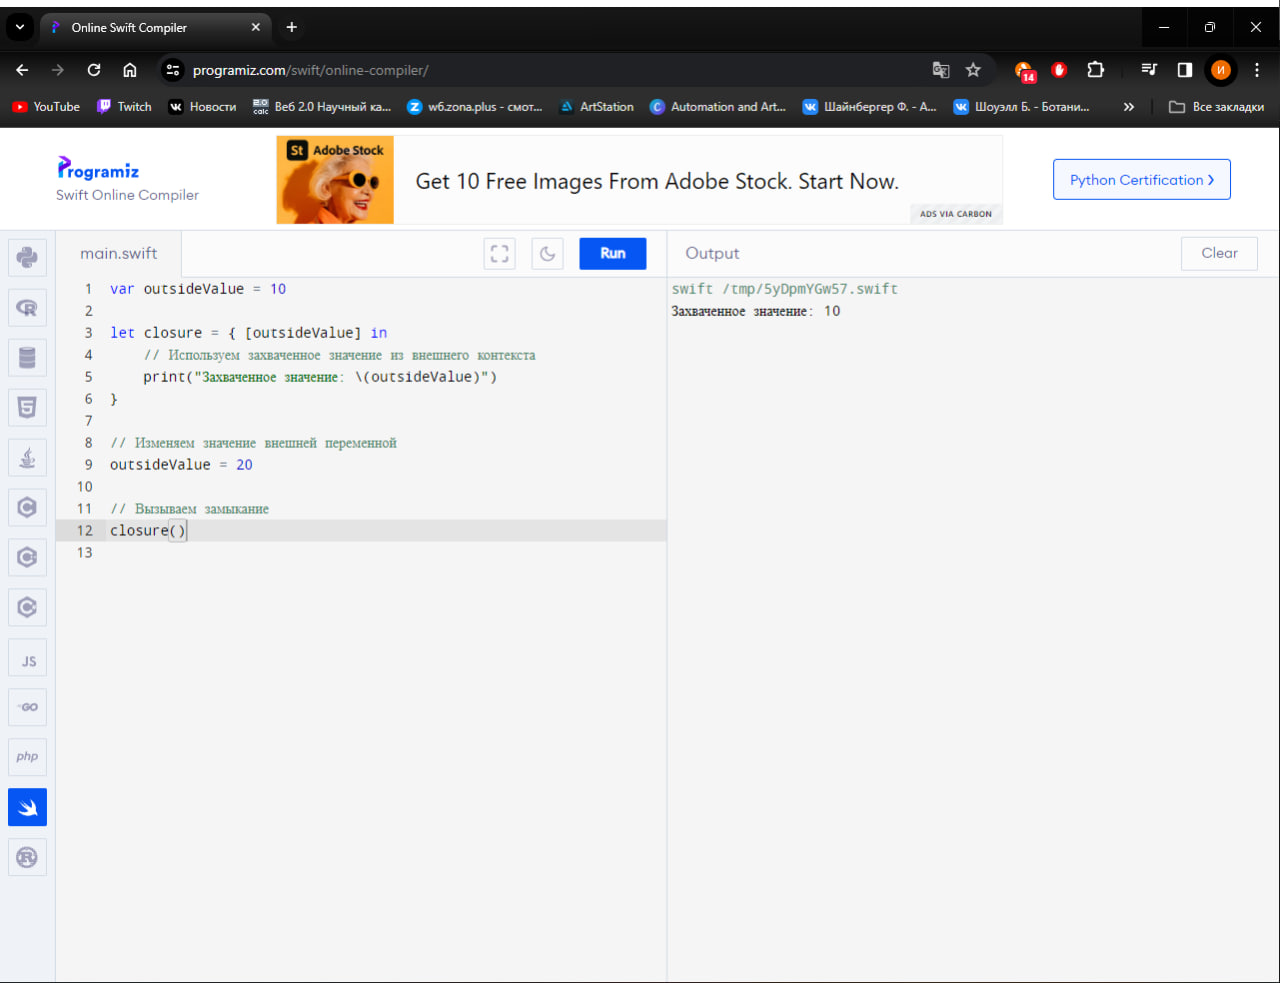 Online Swift Compiler
programiz.com/swift/online-compiler/
14
И
YouTube
Twitch
Новости
Веб 2.0 Научный ка...
w6.zona.plus - смот...
ArtStation
Automation and Art...
Шайнбергер Ф. - А...
Шоуэлл Б. - Ботани...
Все закладки
Programiz
Swift Online Compiler
St Adobe Stock
Get 10 Free Images From Adobe Stock. Start Now.
ADS VIA CARBON
Python Certification
main.swift
Run
Output
Clear
1 var outsideValue = 10
2
3 let closure = { [outsideValue] in
4 // Используем захваченное значение из внешнего контекста
5 print("Захваченное значение: \(outsideValue)")
6 }
7
8 // Изменяем значение внешней переменной
9 outsideValue = 20
10
11 // Вызываем замыкание
12 closure()
13
swift /tmp/5yDpmYGw57.swift
Захваченное значение: 10
JS
GO
php